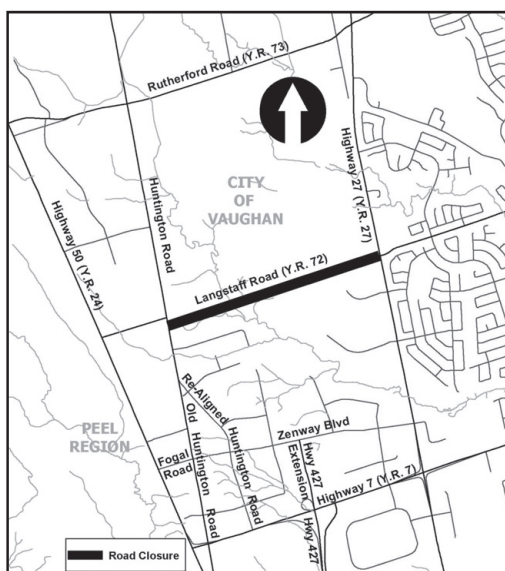 Rutherford Road (Y.R. 73)
Highway 27 (Y.R. 27)
CITY
OF
VAUGHAN
Huntington Road
Highway 50 (Y.R. 24)
Langstaff Road (Y.R. 72)
Re-Aligned
Huntington Road
Old Huntington Road
PEEL
REGION
Zenway Blvd
Fogal
Road
Hwy 427
Extension
Highway 7 (Y.R. 7)
Hwy 427
Road Closure